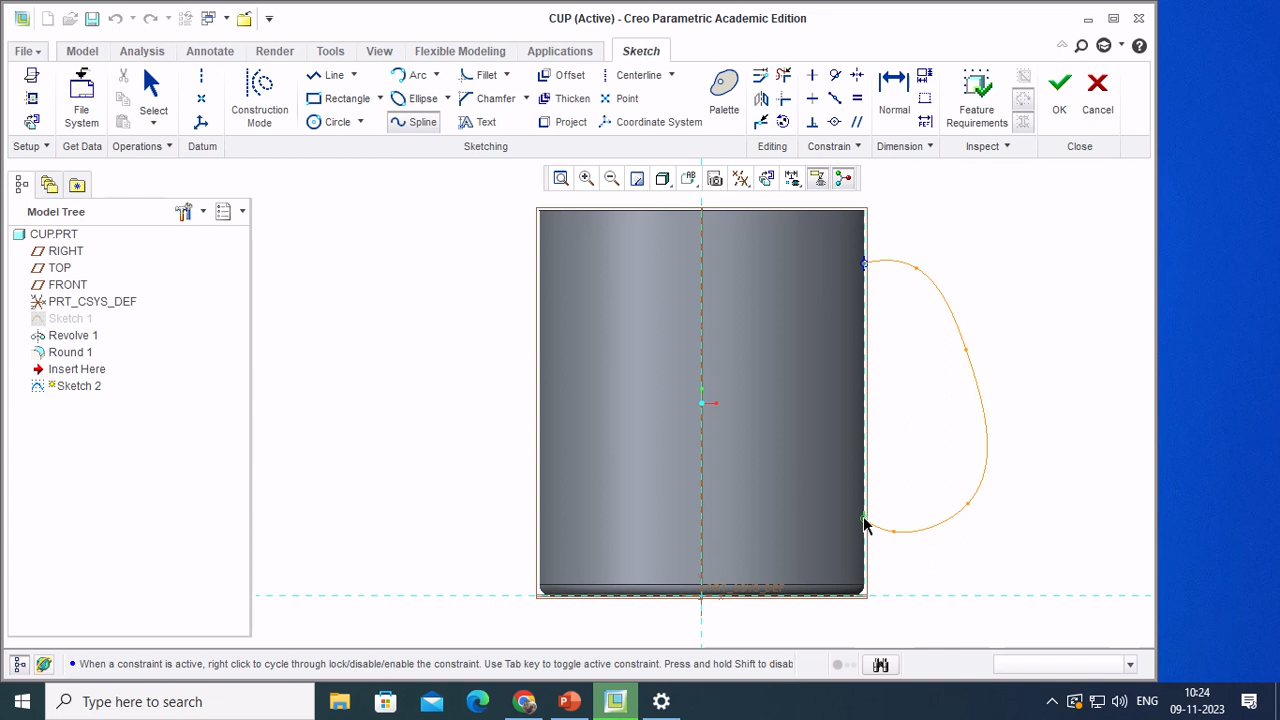 CUP (Active) - Creo Parametric Academic Edition
File Model Analysis Annotate Render Tools View Flexible Modeling Applications Sketch
Line Arc Fillet Offset Centerline
Rectangle Ellipse Chamfer Thicken Point
Circle Spline Text Project Coordinate System
File System
Select
Construction Mode
Palette
Normal
Feature Requirements
OK
Cancel
Setup Get Data Operations Datum Sketching Editing Constrain Dimension Inspect Close
Model Tree
CUP.PRT
RIGHT
TOP
FRONT
PRT_CSYS_DEF
Sketch 1
Revolve 1
Round 1
Insert Here
Sketch 2
When a constraint is active, right click to cycle through lock/disable/enable the constraint. Use Tab key to toggle active constraint. Press and hold Shift to disab
Type here to search
ENG
10:24
09-11-2023